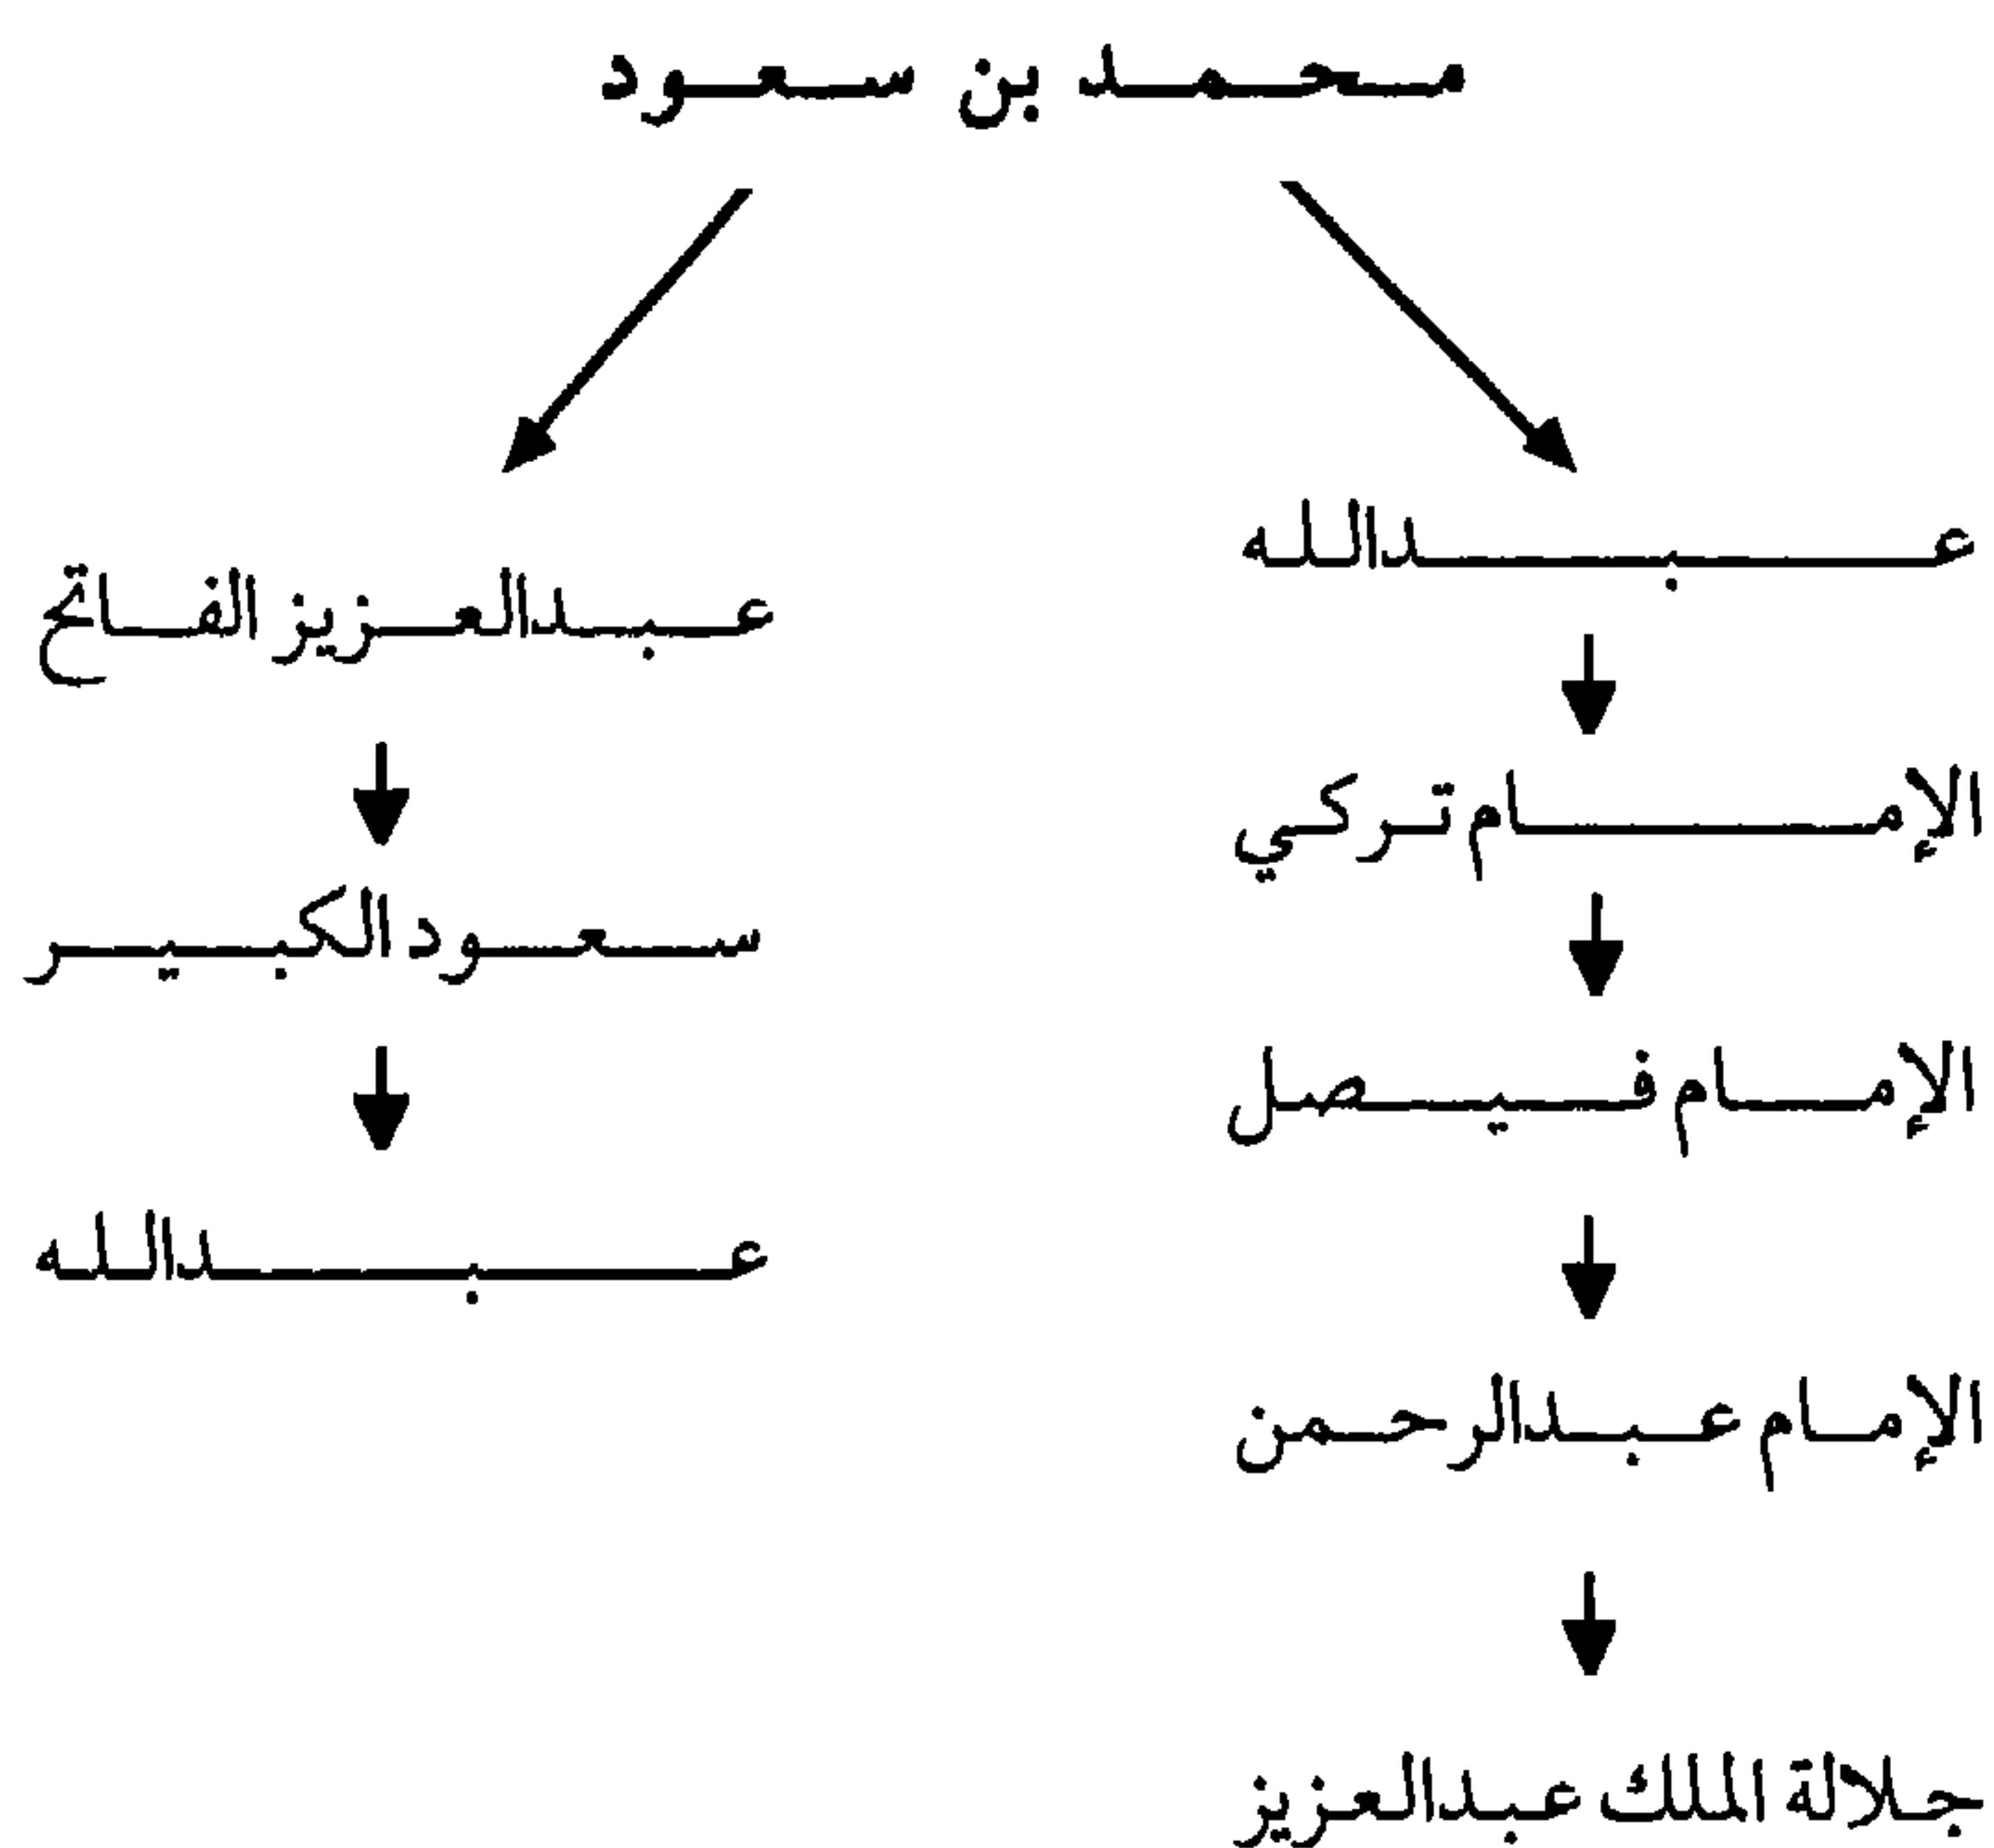 محمد بن سعود
عبدالله
الإمام تركي
الإمام فيصل
الإمام عبدالرحمن
جلالة الملك عبدالعزيز
عبدالعزيز الفاتح
سعود الكبير
عبدالله